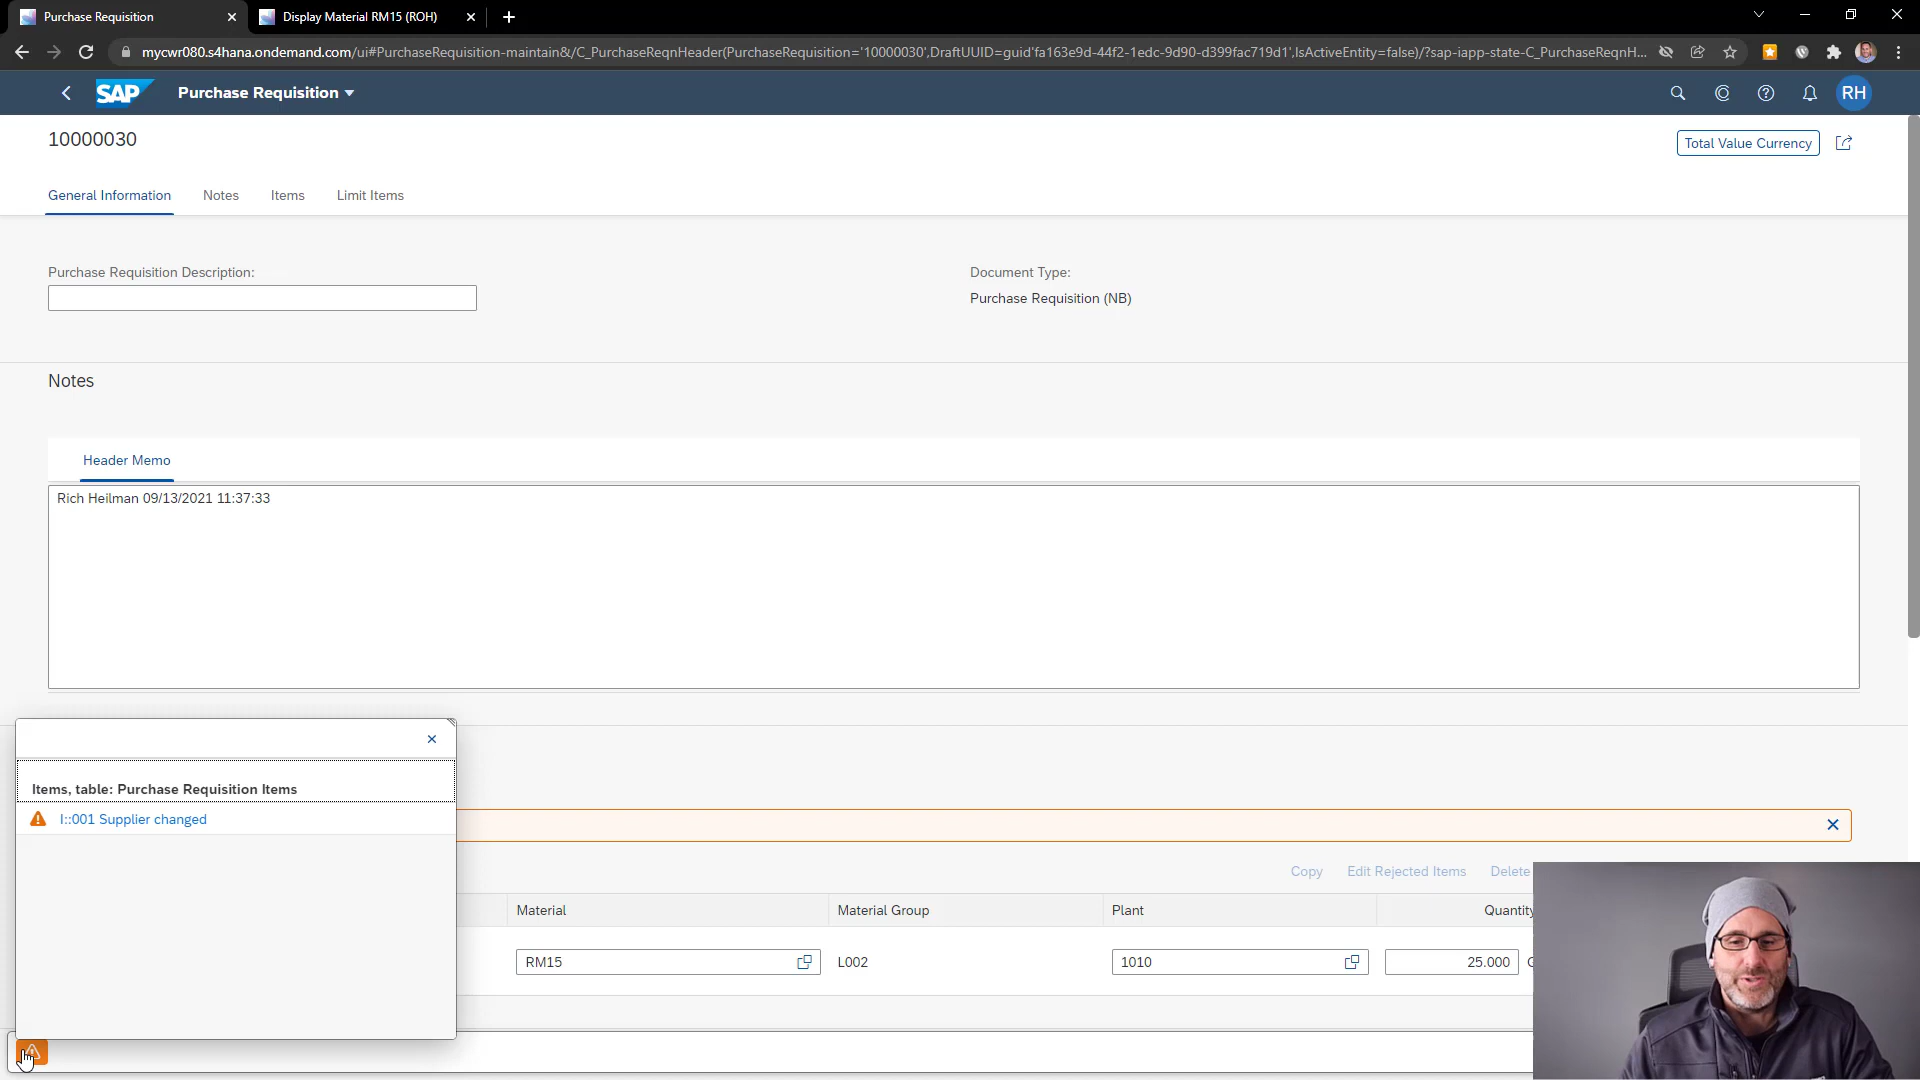 Purchase Requisition
Display Material RM15 (ROH)
mycwr080.s4hana.ondemand.com/ui#PurchaseRequisition-maintain&/C_PurchaseReqnHeader(PurchaseRequisition='10000030',DraftUUID=guid'fa163e9d-44f2-1edc-9d90-d399fac719d1',IsActiveEntity=false)/?sap-iapp-state-C_PurchaseReqnH...
SAP
Purchase Requisition
RH
10000030
Total Value Currency
General Information
Notes
Items
Limit Items
Purchase Requisition Description:
Document Type:
Purchase Requisition (NB)
Notes
Header Memo
Rich Heilman 09/13/2021 11:37:33
Items, table: Purchase Requisition Items
I::001 Supplier changed
Copy
Edit Rejected Items
Delete
Material
Material Group
Plant
Quantity
RM15
L002
1010
25.000